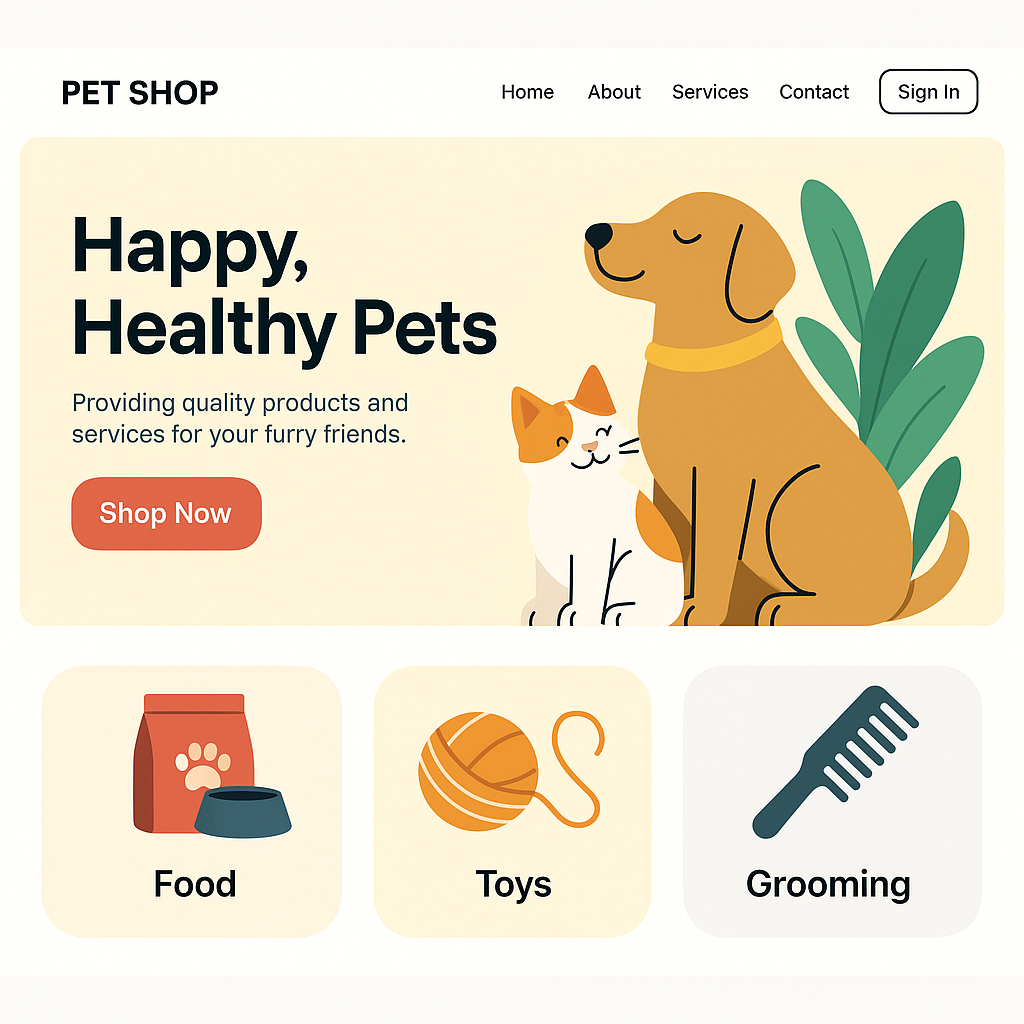 PET SHOP
Home About Services Contact Sign In
Happy,
Healthy Pets
Providing quality products and
services for your furry friends.
Shop Now
Food
Toys
Grooming